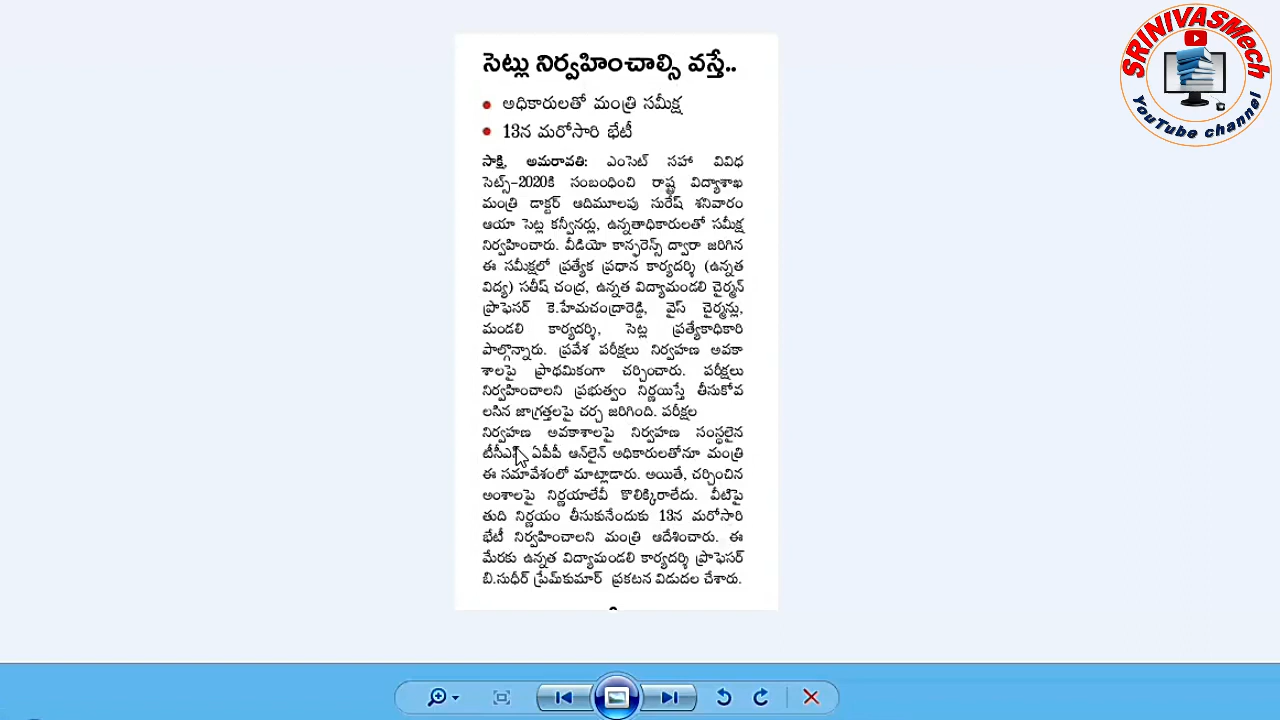 సెట్లు నిర్వహించాల్సి వస్తే..
అధికారులతో మంత్రి సమీక్ష
13న మరోసారి భేటీ
సాక్షి, అమరావతి: ఎంసెట్ సహా వివిధ
సెట్స్–2020కి సంబంధించి రాష్ట్ర విద్యాశాఖ
మంత్రి డాక్టర్ ఆదిమూలపు సురేష్ శనివారం
ఆయా సెట్ల కన్వీనర్లు, ఉన్నతాధికారులతో సమీక్ష
నిర్వహించారు. వీడియో కాన్ఫరెన్స్ ద్వారా జరిగిన
ఈ సమీక్షలో ప్రత్యేక ప్రధాన కార్యదర్శి (ఉన్నత
విద్య) సతీష్ చంద్ర, ఉన్నత విద్యామండలి చైర్మన్
ప్రొఫెసర్ కె.హేమచంద్రారెడ్డి, వైస్ చైర్మన్లు,
మండలి కార్యదర్శి, సెట్ల ప్రత్యేకాధికారి
పాల్గొన్నారు. ప్రవేశ పరీక్షలు నిర్వహణ అవకా
శాలపై ప్రాథమికంగా చర్చించారు. పరీక్షలు
నిర్వహించాలని ప్రభుత్వం నిర్ణయిస్తే తీసుకోవ
లసిన జాగ్రత్తలపై చర్చ జరిగింది. పరీక్షల
నిర్వహణ అవకాశాలపై నిర్వహణ సంస్థలైన
టీసీఎస్ ఏపీపీ ఆన్‌లైన్ అధికారులతోనూ మంత్రి
ఈ సమావేశంలో మాట్లాడారు. అయితే, చర్చించిన
అంశాలపై నిర్ణయాలేవీ కొలిక్కిరాలేదు. వీటిపై
తుది నిర్ణయం తీసుకునేందుకు 13న మరోసారి
భేటీ నిర్వహించాలని మంత్రి ఆదేశించారు. ఈ
మేరకు ఉన్నత విద్యామండలి కార్యదర్శి ప్రొఫెసర్
బి.సుధీర్ ప్రేమ్‌కుమార్ ప్రకటన విడుదల చేశారు.
SRINIVASMech
YouTube channel